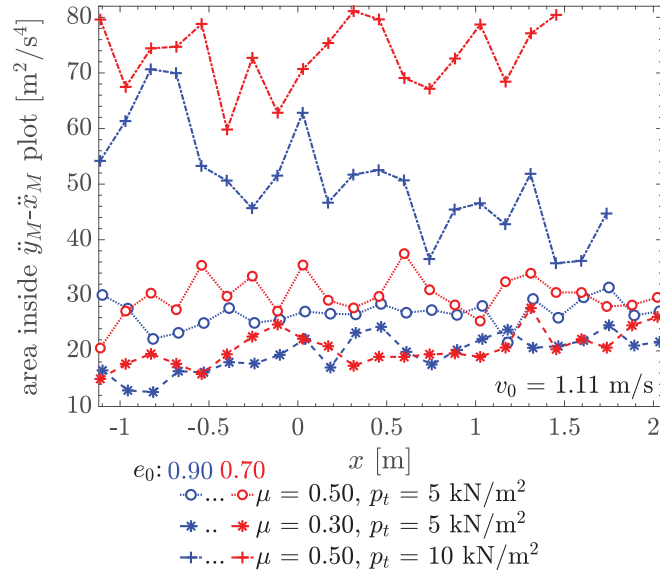 80
70
60
50
40
30
20
10
area inside ÿ_M-ẍ_M plot [m²/s⁴]
v₀ = 1.11 m/s
-1 -0.5 0 0.5 1 1.5 2
x [m]
e₀: 0.90 0.70
... μ = 0.50, p_t = 5 kN/m²
.. μ = 0.30, p_t = 5 kN/m²
... μ = 0.50, p_t = 10 kN/m²